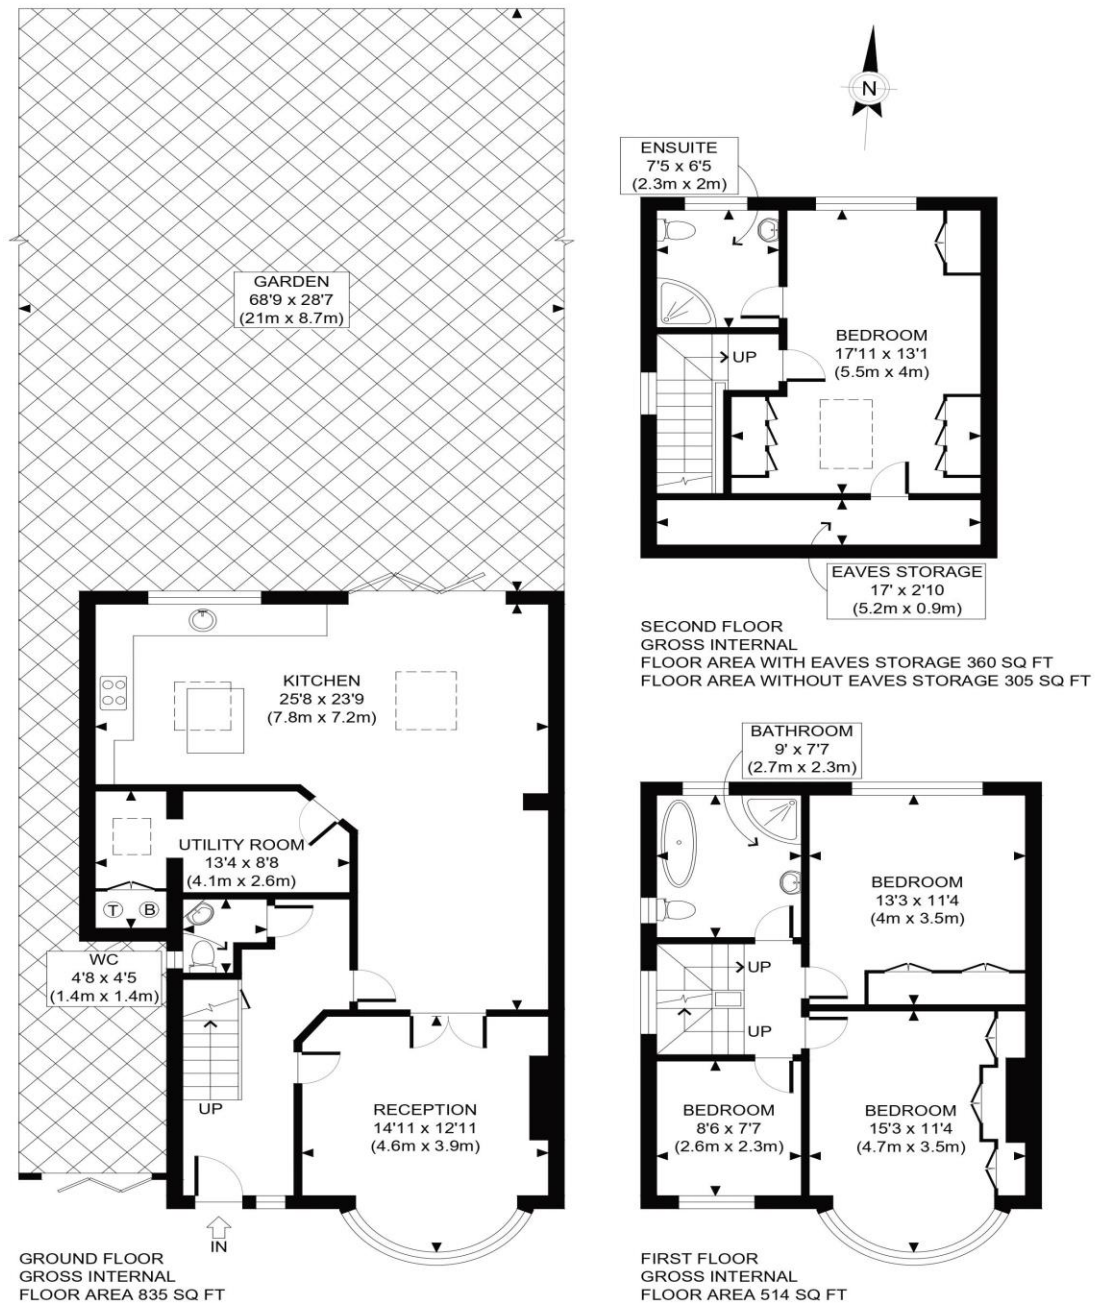 N
ENSUITE
7'5 x 6'5
(2.3m x 2m)
GARDEN
68'9 x 28'7
(21m x 8.7m)
UP
BEDROOM
17'11 x 13'1
(5.5m x 4m)
EAVES STORAGE
17' x 2'10
(5.2m x 0.9m)
SECOND FLOOR
GROSS INTERNAL
FLOOR AREA WITH EAVES STORAGE 360 SQ FT
FLOOR AREA WITHOUT EAVES STORAGE 305 SQ FT
KITCHEN
25'8 x 23'9
(7.8m x 7.2m)
UTILITY ROOM
13'4 x 8'8
(4.1m x 2.6m)
T
B
WC
4'8 x 4'5
(1.4m x 1.4m)
UP
RECEPTION
14'11 x 12'11
(4.6m x 3.9m)
IN
GROUND FLOOR
GROSS INTERNAL
FLOOR AREA 835 SQ FT
BATHROOM
9' x 7'7
(2.7m x 2.3m)
BEDROOM
13'3 x 11'4
(4m x 3.5m)
UP
UP
BEDROOM
8'6 x 7'7
(2.6m x 2.3m)
BEDROOM
15'3 x 11'4
(4.7m x 3.5m)
FIRST FLOOR
GROSS INTERNAL
FLOOR AREA 514 SQ FT